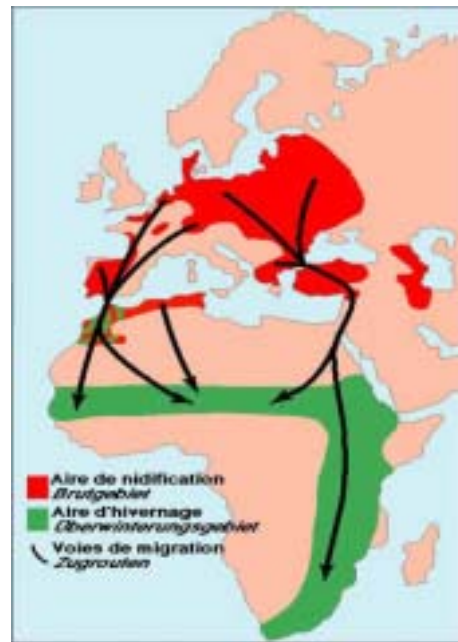 Aire de nidification
Brutgebiet
Aire d'hivernage
Überwinterungsgebiet
Voies de migration
Zugrouten